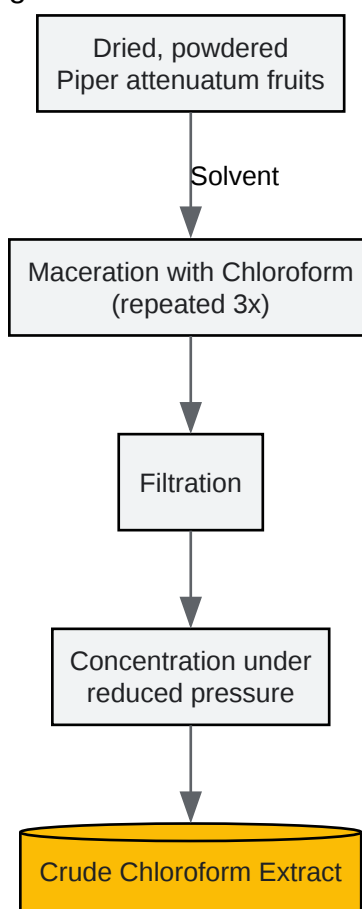 Dried, powdered
Piper attenuatum fruits
Solvent
Maceration with Chloroform
(repeated 3x)
Filtration
Concentration under
reduced pressure
Crude Chloroform Extract